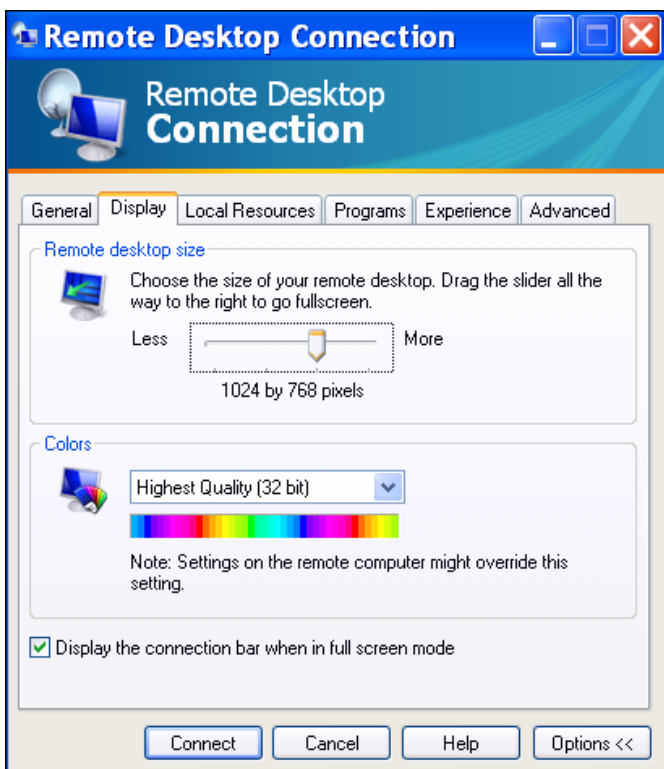 Remote Desktop Connection
Remote Desktop
Connection
General Display Local Resources Programs Experience Advanced
Remote desktop size
Choose the size of your remote desktop. Drag the slider all the
way to the right to go fullscreen.
Less More
1024 by 768 pixels
Colors
Highest Quality (32 bit)
Note: Settings on the remote computer might override this
setting.
Display the connection bar when in full screen mode
Connect Cancel Help Options <<